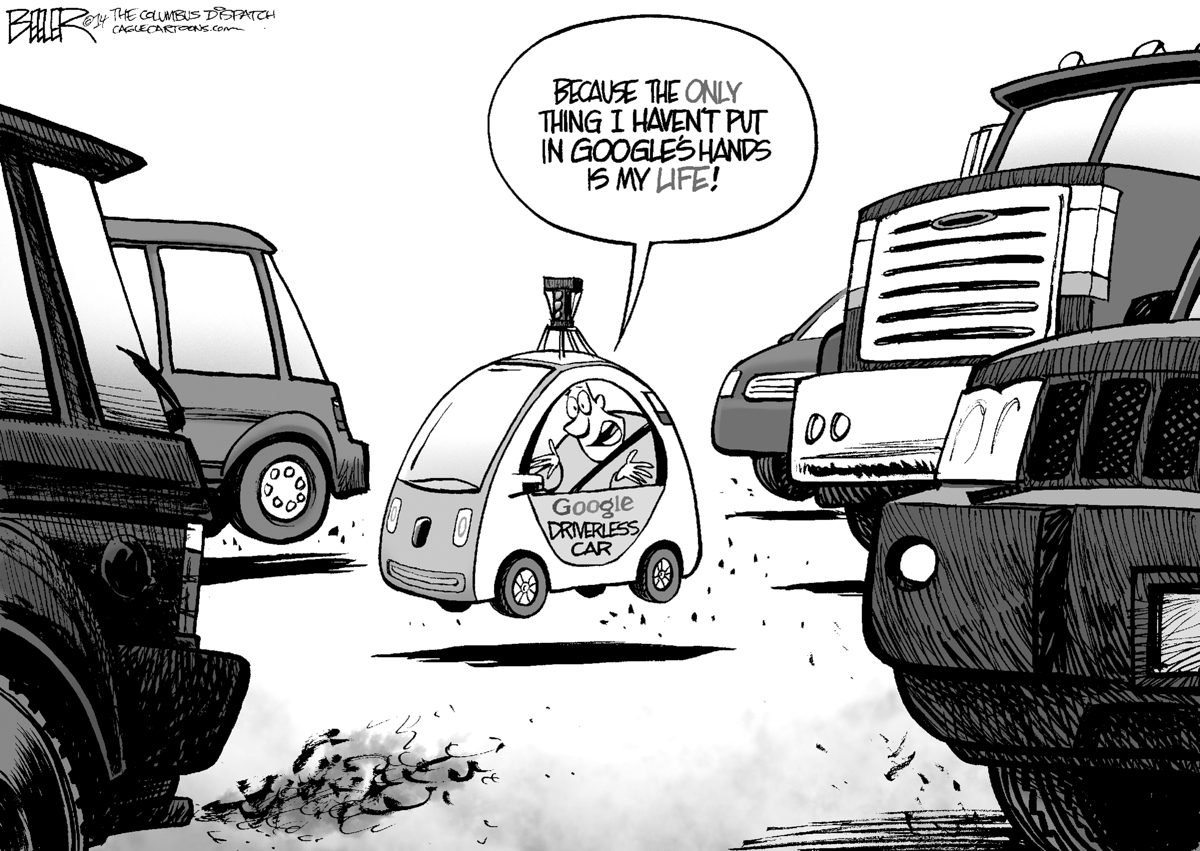 BEELER ©'14 THE COLUMBUS DISPATCH
CAGLECARTOONS.COM
BECAUSE THE ONLY
THING I HAVEN'T PUT
IN GOOGLE'S HANDS
IS MY LIFE!
Google
DRIVERLESS
CAR